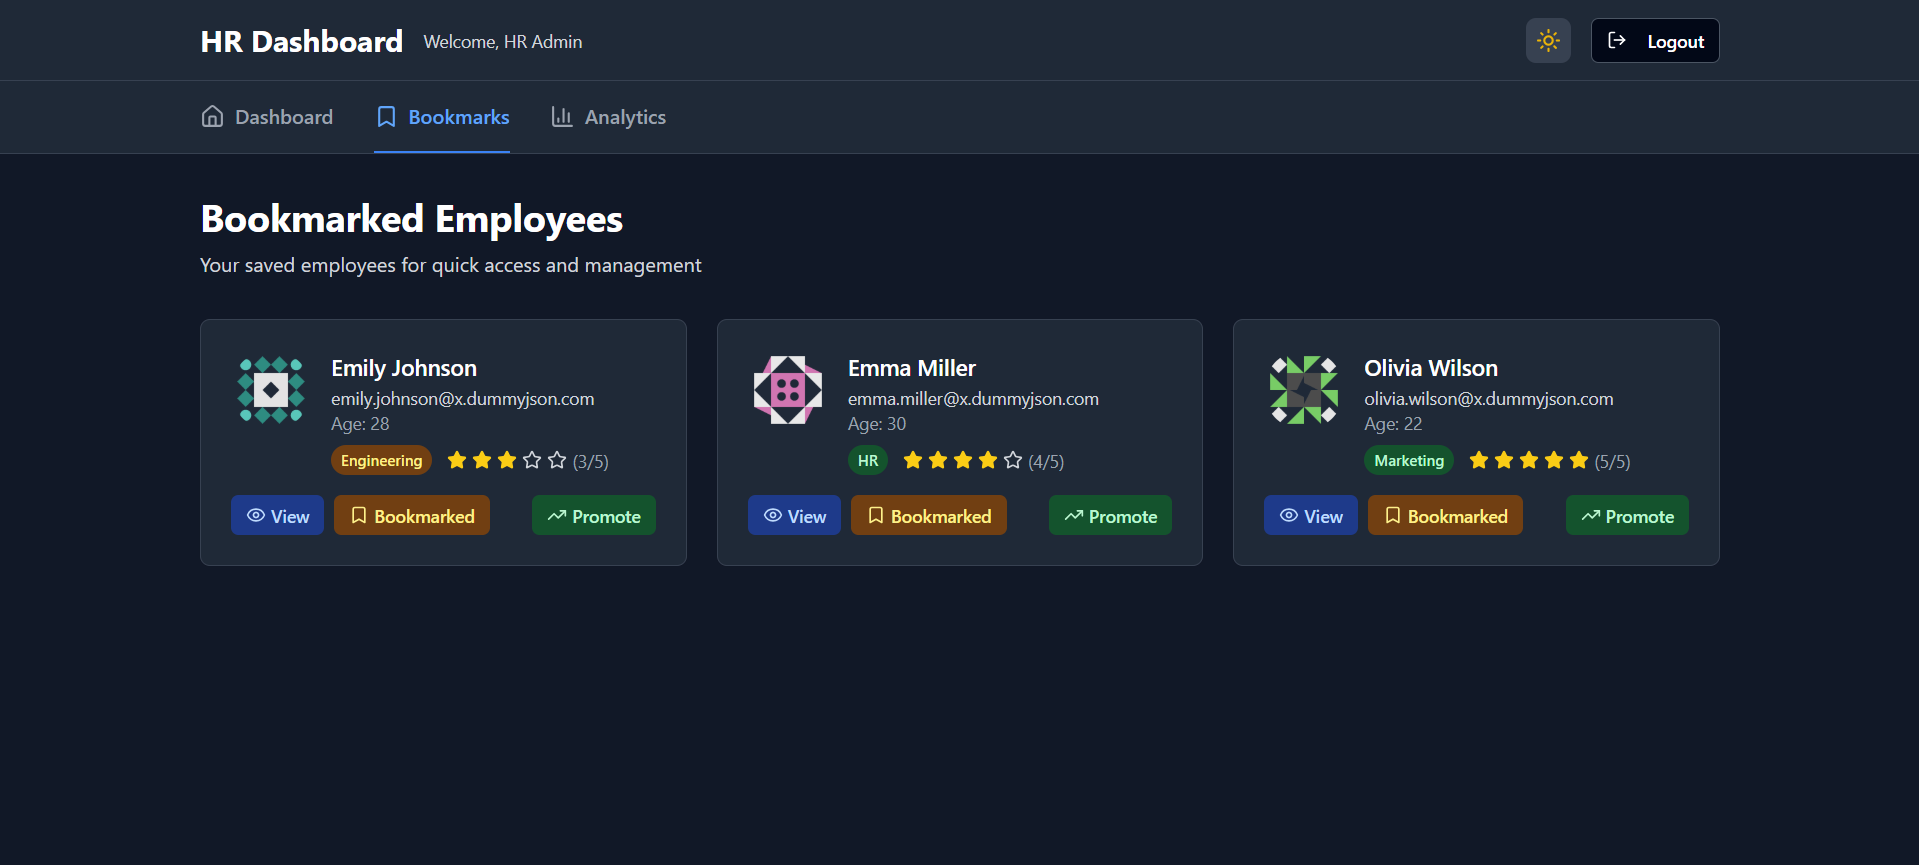 HR Dashboard Welcome, HR Admin Logout
Dashboard Bookmarks Analytics
Bookmarked Employees
Your saved employees for quick access and management
Emily Johnson
emily.johnson@x.dummyjson.com
Age: 28
Engineering (3/5)
View Bookmarked Promote
Emma Miller
emma.miller@x.dummyjson.com
Age: 30
HR (4/5)
View Bookmarked Promote
Olivia Wilson
olivia.wilson@x.dummyjson.com
Age: 22
Marketing (5/5)
View Bookmarked Promote